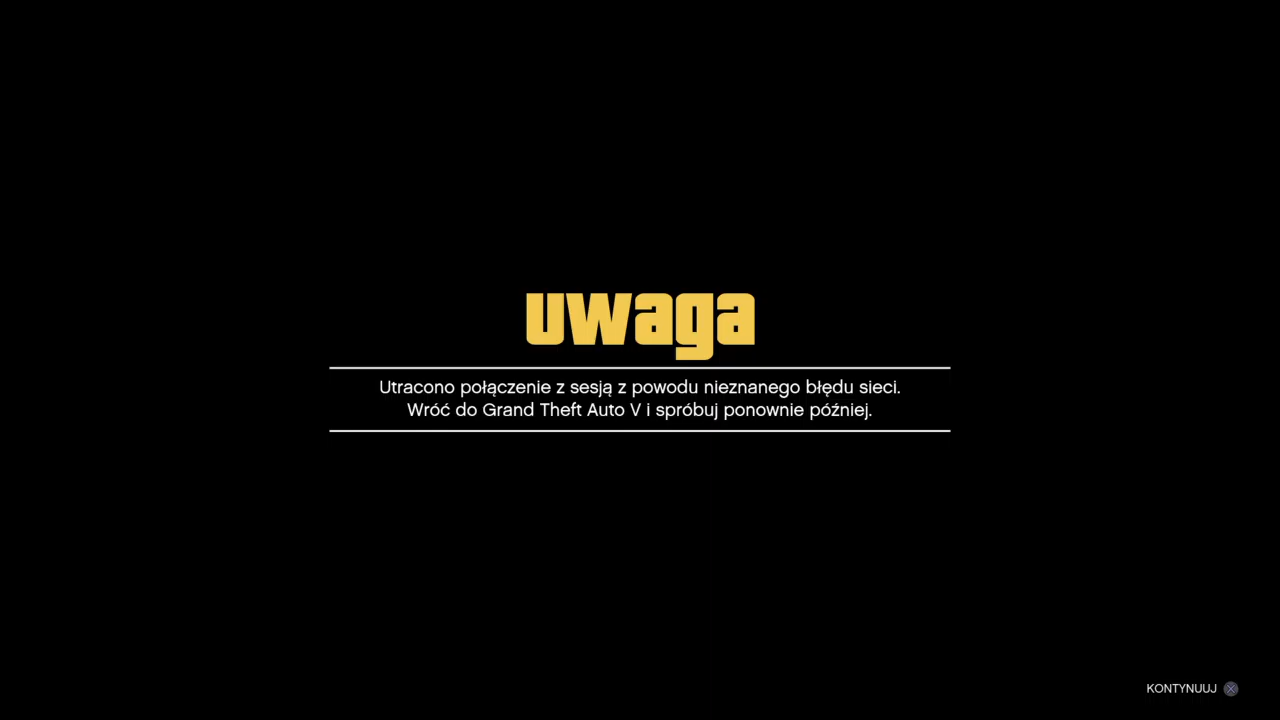 uwaga
Utracono połączenie z sesją z powodu nieznanego błędu sieci.
Wróć do Grand Theft Auto V i spróbuj ponownie później.
KONTYNUUJ